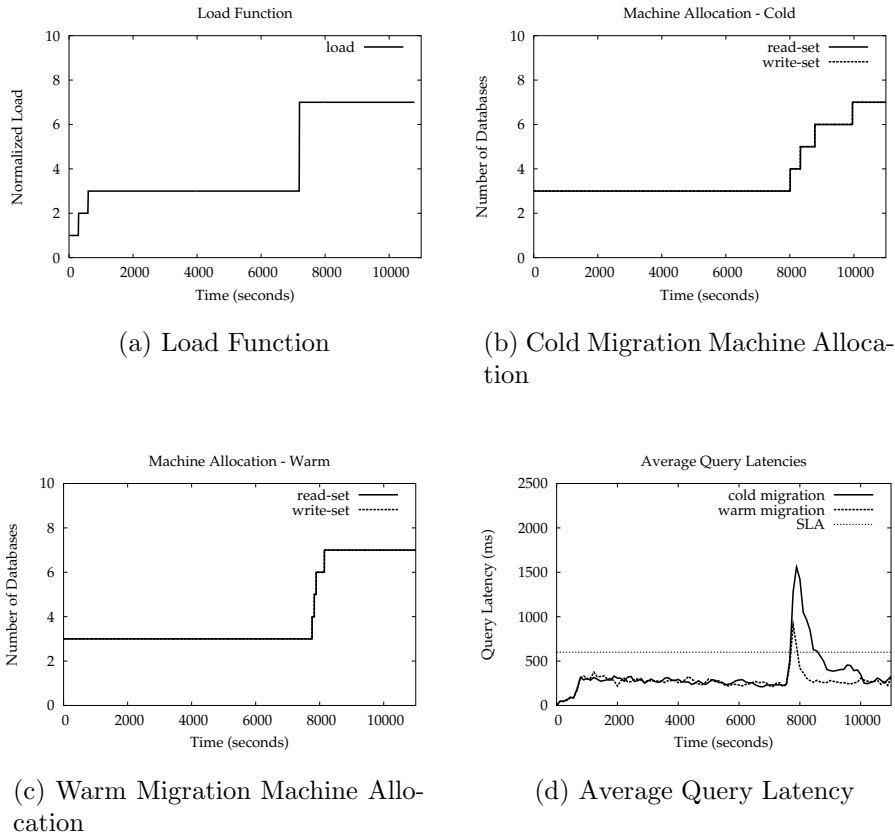 Load Function
load
10
8
6
4
2
0
Normalized Load
0 2000 4000 6000 8000 10000
Time (seconds)
(a) Load Function
Machine Allocation - Cold
read-set
write-set
10
8
6
4
2
0
Number of Databases
0 2000 4000 6000 8000 10000
Time (seconds)
(b) Cold Migration Machine Alloca-
tion
Machine Allocation - Warm
read-set
write-set
10
8
6
4
2
0
Number of Databases
0 2000 4000 6000 8000 10000
Time (seconds)
(c) Warm Migration Machine Allo-
cation
Average Query Latencies
cold migration
warm migration
SLA
2500
2000
1500
1000
500
0
Query Latency (ms)
0 2000 4000 6000 8000 10000
Time (seconds)
(d) Average Query Latency